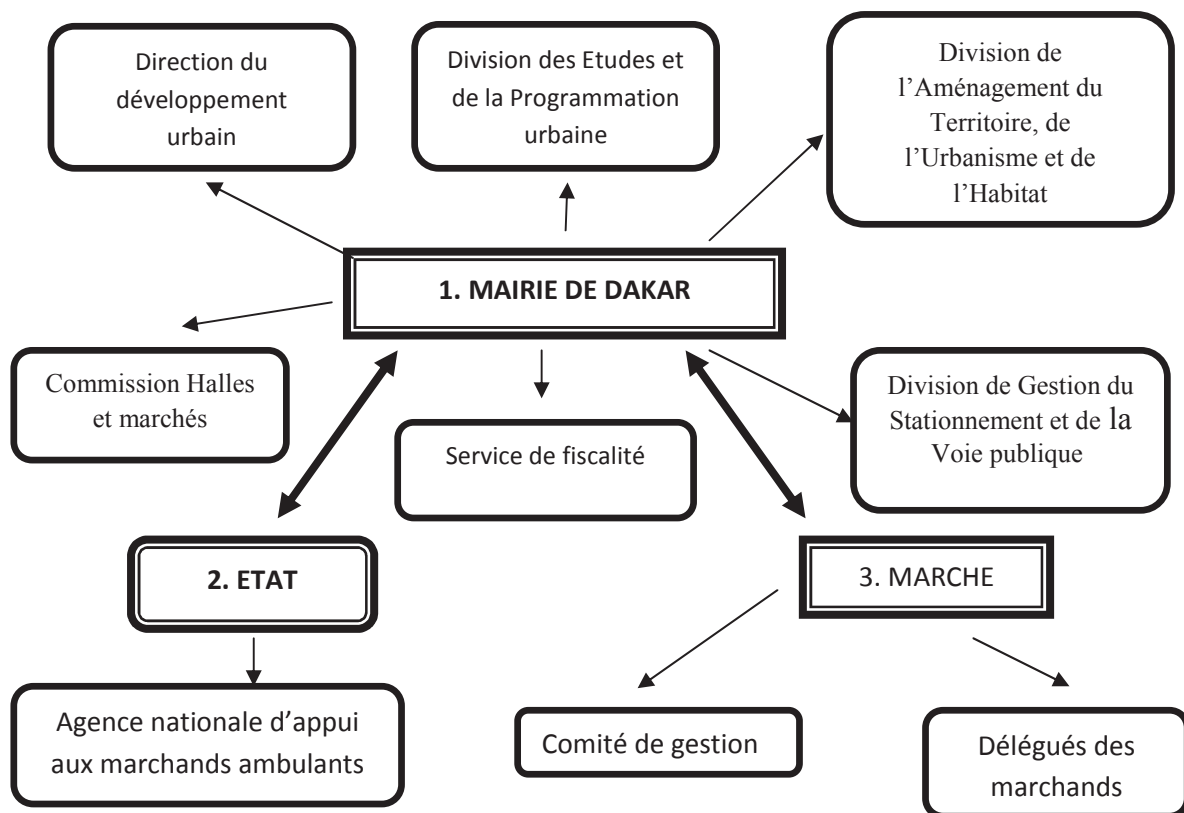 Direction du
développement
urbain
Division des Etudes et
de la Programmation
urbaine
Division de
l'Aménagement du
Territoire, de
l'Urbanisme et de
l'Habitat
1. MAIRIE DE DAKAR
Commission Halles
et marchés
Service de fiscalité
Division de Gestion du
Stationnement et de la
Voie publique
2. ETAT
3. MARCHE
Agence nationale d'appui
aux marchands ambulants
Comité de gestion
Délégués des
marchands